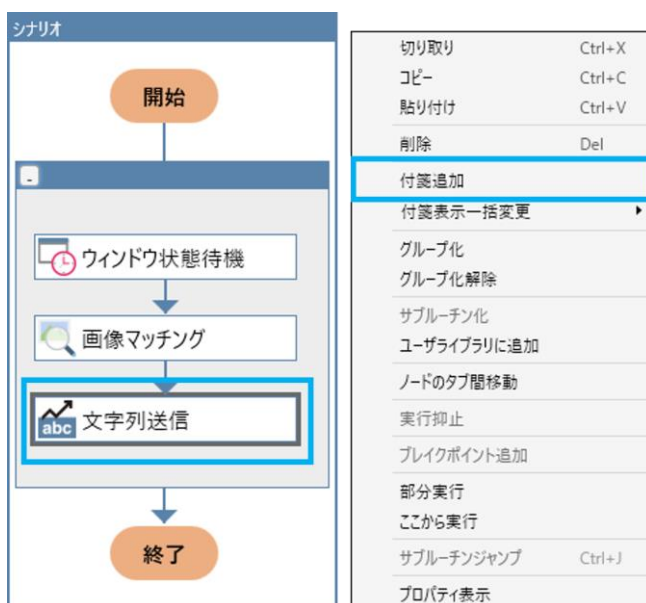 シナリオ
開始
-
ウィンドウ状態待機
画像マッチング
abc 文字列送信
終了
切り取り Ctrl+X
コピー Ctrl+C
貼り付け Ctrl+V
削除 Del
付箋追加
付箋表示一括変更
グループ化
グループ化解除
サブルーチン化
ユーザライブラリに追加
ノードのタブ間移動
実行抑止
ブレイクポイント追加
部分実行
ここから実行
サブルーチンジャンプ Ctrl+J
プロパティ表示